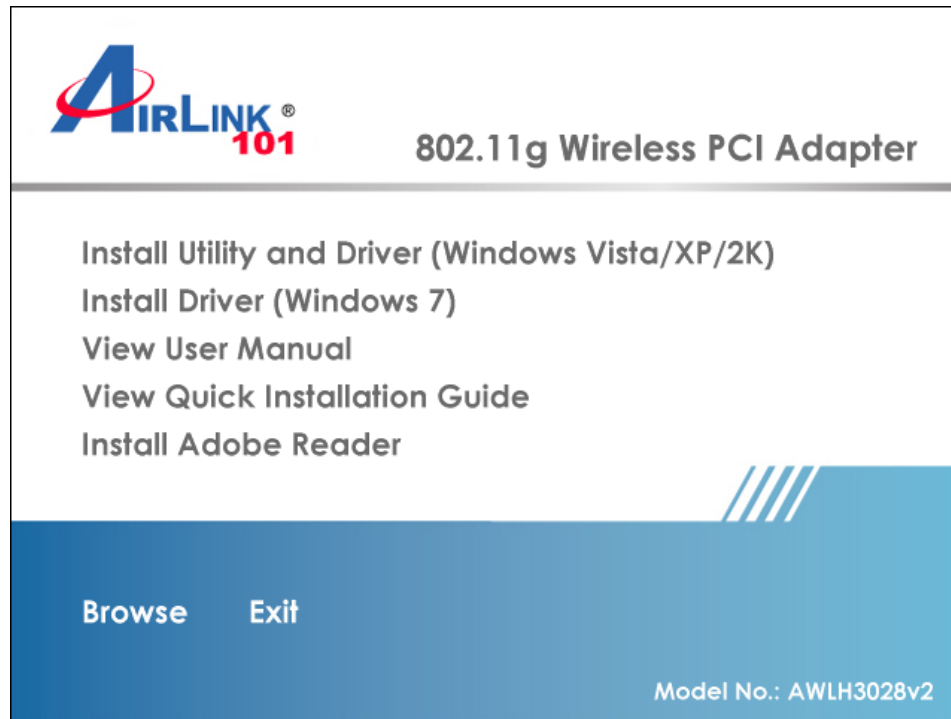 AIRLINK ®
101
802.11g Wireless PCI Adapter
Install Utility and Driver (Windows Vista/XP/2K)
Install Driver (Windows 7)
View User Manual
View Quick Installation Guide
Install Adobe Reader
Browse Exit
Model No.: AWLH3028v2